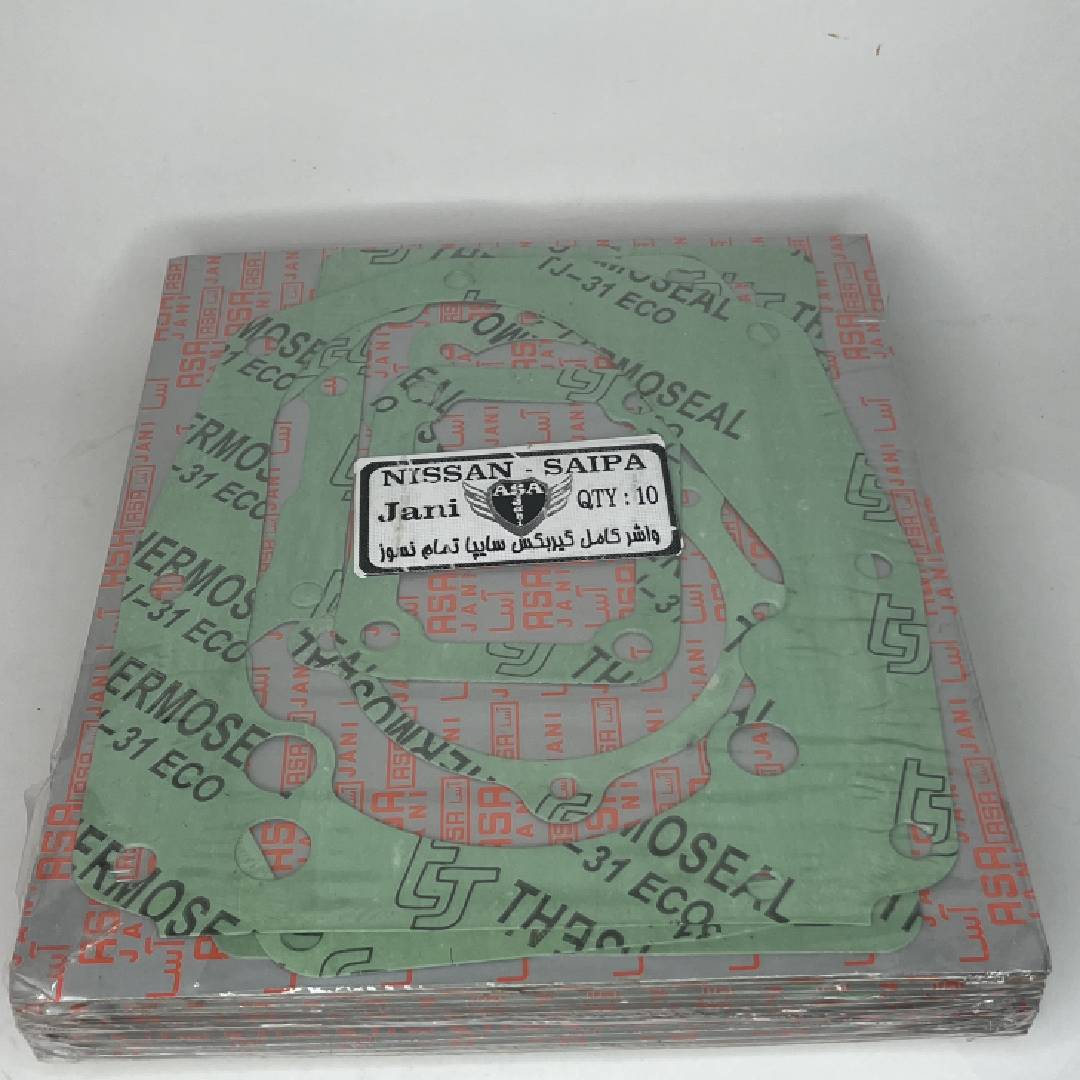 NISSAN - SAIPA
Jani ASA Jani QTY : 10
واشر کامل گیربکس سایپا تمام نسوز
THERMOSEAL
TJ-31 ECO
ASA JANI آسا